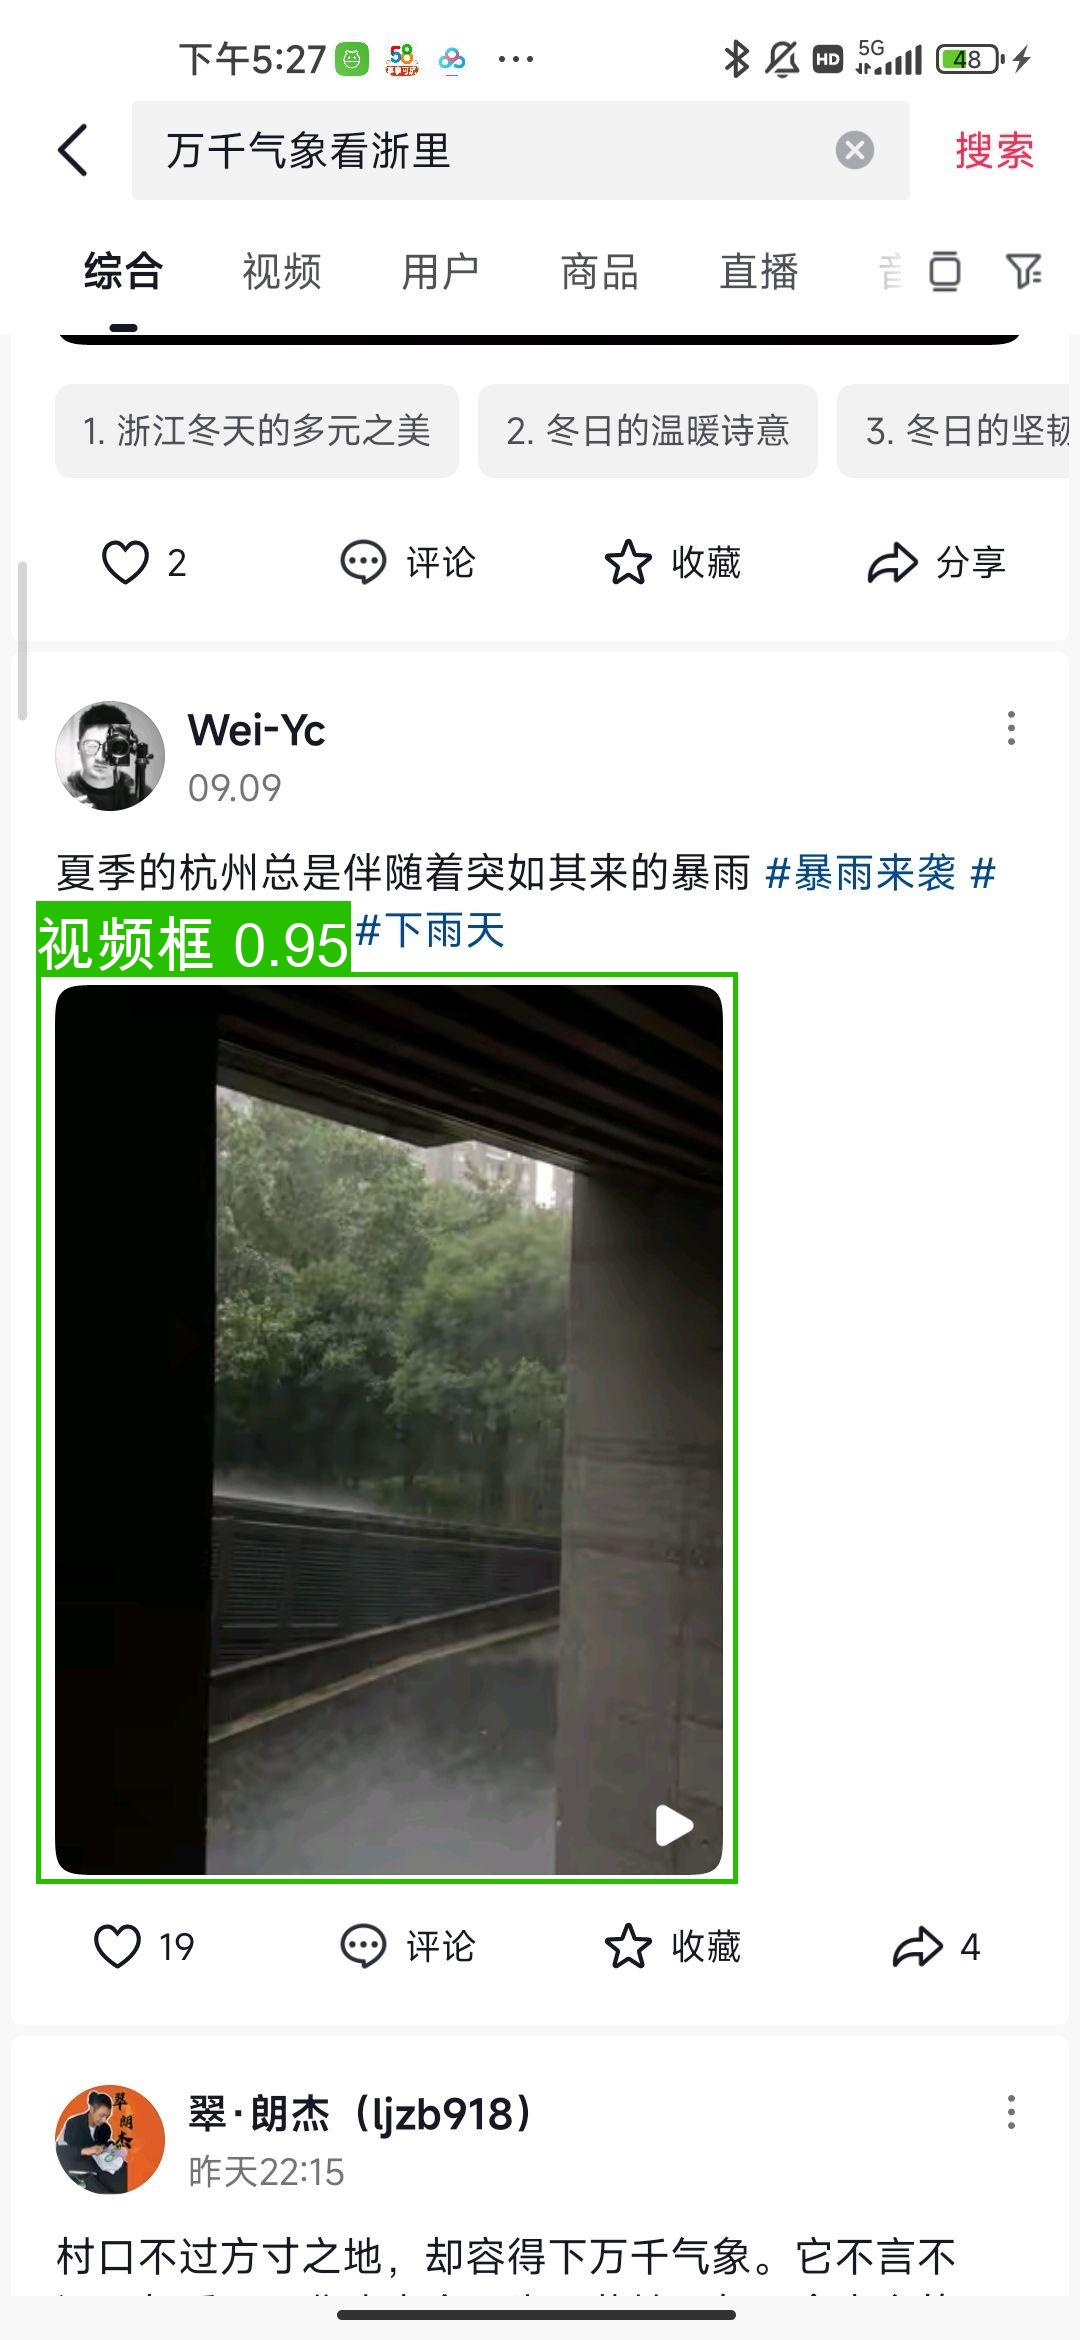 下午5:27 58 ··· HD 5G 48
万千气象看浙里 搜索
综合 视频 用户 商品 直播
1. 浙江冬天的多元之美 2. 冬日的温暖诗意 3. 冬日的坚韧
2 评论 收藏 分享
Wei-Yc
09.09
夏季的杭州总是伴随着突如其来的暴雨 #暴雨来袭 #
视频框 0.95 #下雨天
19 评论 收藏 4
翠·朗杰（ljzb918）
昨天22:15
村口不过方寸之地，却容得下万千气象。它不言不